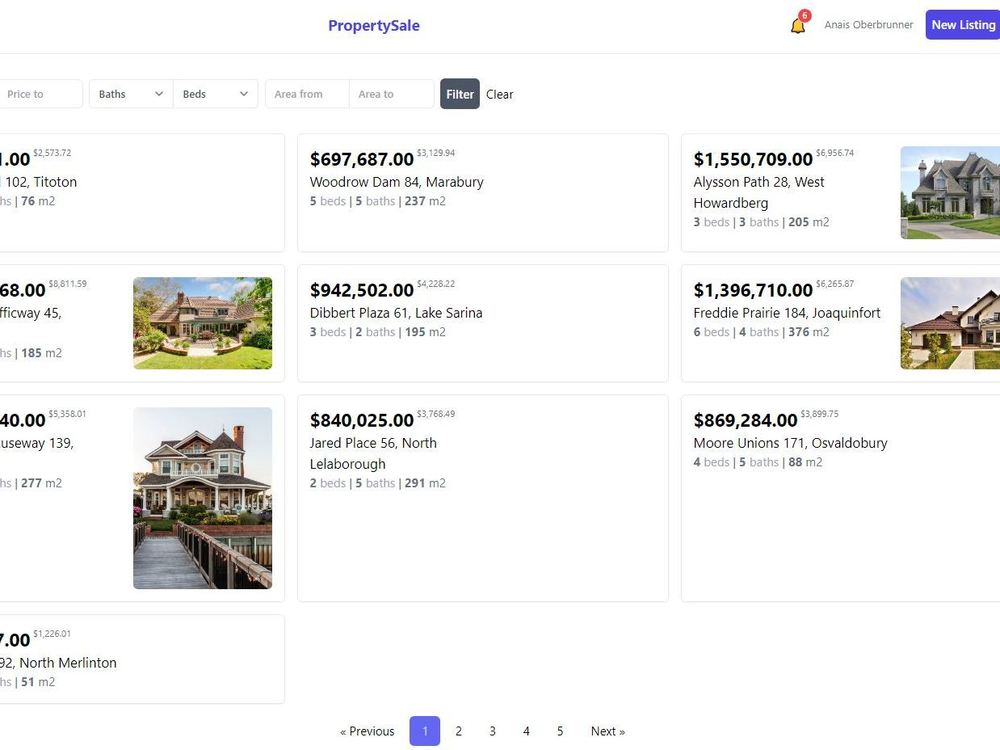 PropertySale
6
Anais Oberbrunner
New Listing
Price to
Baths
Beds
Area from
Area to
Filter
Clear
.00 $2,573.72
102, Titoton
| 76 m2
$697,687.00 $3,129.94
Woodrow Dam 84, Marabury
5 beds | 5 baths | 237 m2
$1,550,709.00 $6,956.74
Alysson Path 28, West
Howardberg
3 beds | 3 baths | 205 m2
68.00 $8,811.59
fficway 45,
| 185 m2
$942,502.00 $4,228.22
Dibbert Plaza 61, Lake Sarina
3 beds | 2 baths | 195 m2
$1,396,710.00 $6,265.87
Freddie Prairie 184, Joaquinfort
6 beds | 4 baths | 376 m2
40.00 $5,358.01
useway 139,
| 277 m2
$840,025.00 $3,768.49
Jared Place 56, North
Lelaborough
2 beds | 5 baths | 291 m2
$869,284.00 $3,899.75
Moore Unions 171, Osvaldobury
4 beds | 5 baths | 88 m2
7.00 $1,226.01
92, North Merlinton
| 51 m2
« Previous 1 2 3 4 5 Next »